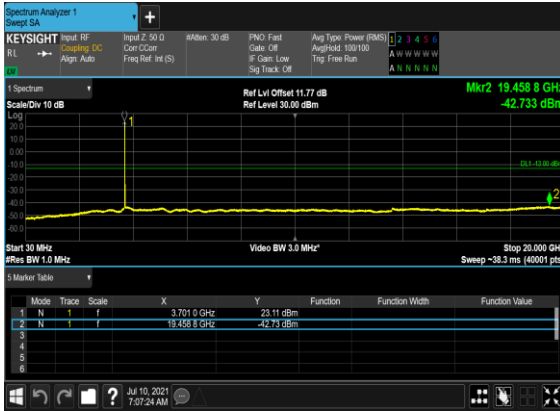 Spectrum Analyzer 1
Swept SA
+
KEYSIGHT Input: RF Input Z: 50 Ω #Atten: 30 dB PNO: Fast Avg Type: Power (RMS) 1 2 3 4 5 6
RL Coupling: DC Corr CCorr Gate: Off Avg|Hold: 100/100 A W W W W W
Align: Auto Freq Ref: Int (S) IF Gain: Low Trig: Free Run
Sig Track: Off A N N N N N
1 Spectrum Ref Lvl Offset 11.77 dB Mkr2 19.458 8 GHz
Scale/Div 10 dB Ref Level 30.00 dBm -42.733 dBm
Log
20.0
1
10.0
0.00
-10.0
DL1 -13.00 dBm
-20.0
-30.0
-40.0
2
-50.0
-60.0
Start 30 MHz Video BW 3.0 MHz* Stop 20.000 GHz
#Res BW 1.0 MHz Sweep ~38.3 ms (40001 pts)
5 Marker Table
Mode Trace Scale X Y Function Function Width Function Value
1 N 1 f 3.701 0 GHz 23.11 dBm
2 N 1 f 19.458 8 GHz -42.73 dBm
3
4
5
6
? Jul 10, 2021
7:07:24 AM